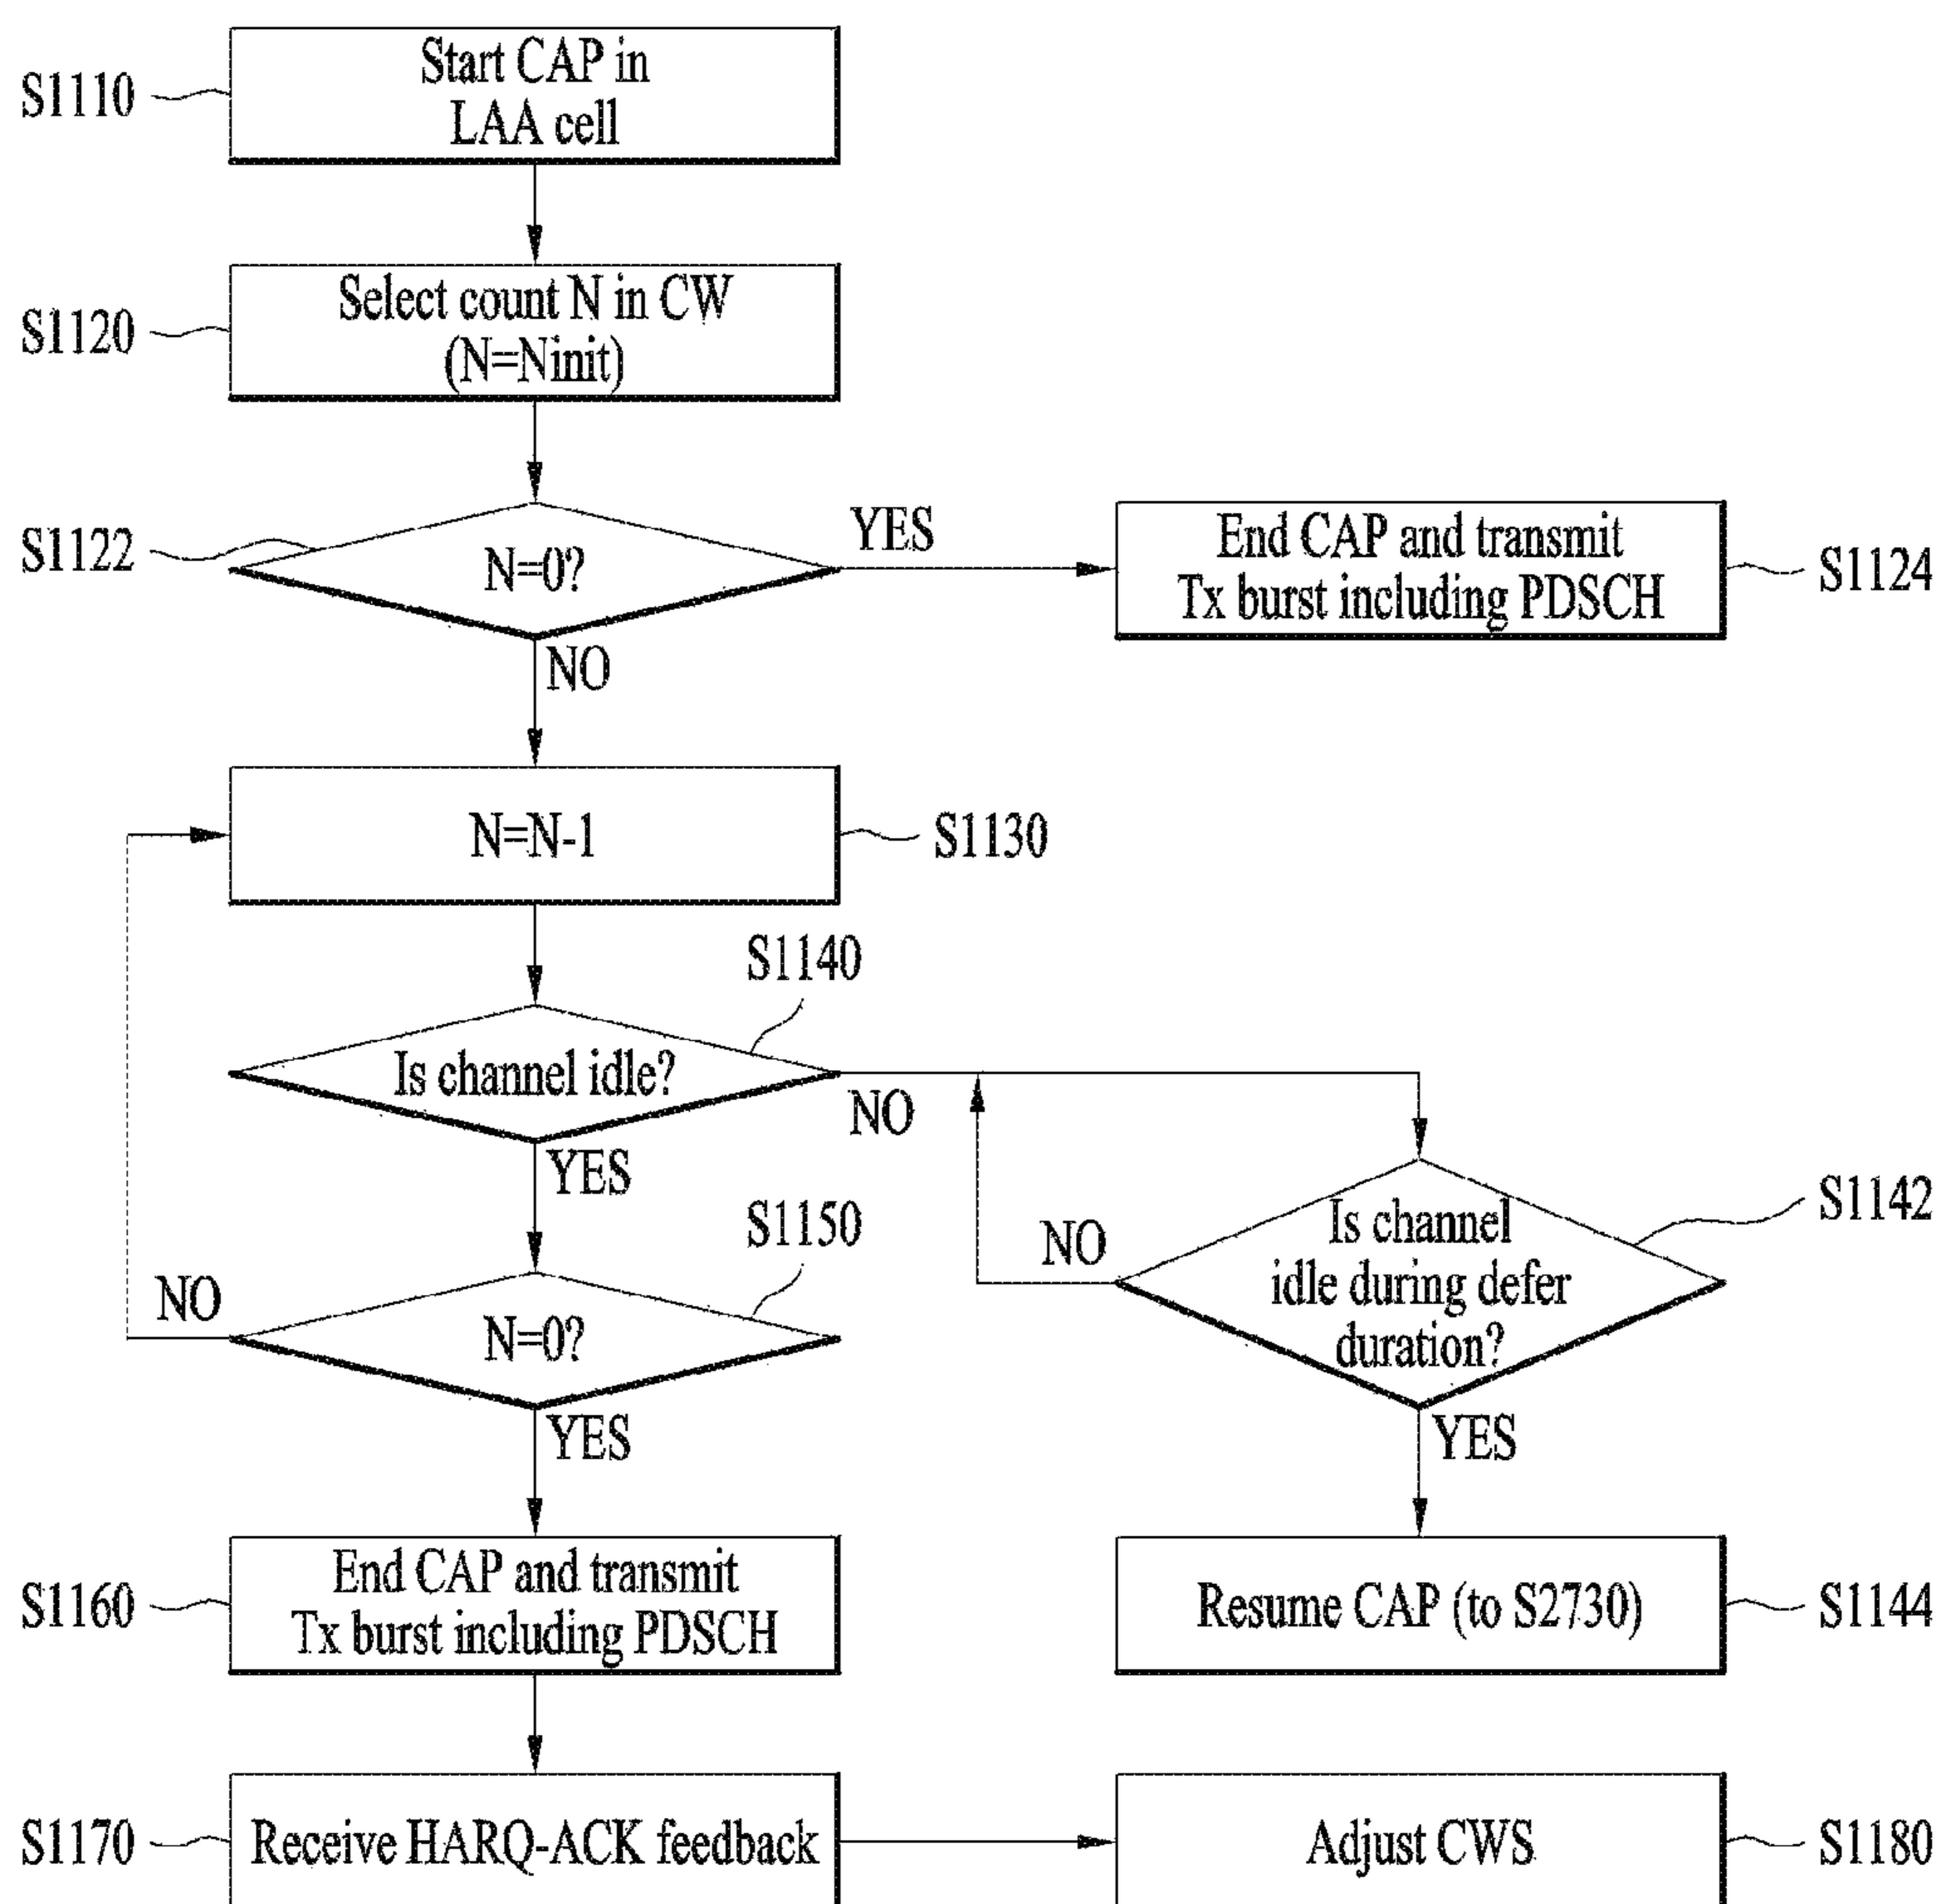 S1110
Start CAP in
LAA cell
S1120
Select count N in CW
(N=Ninit)
S1122
N=0?
YES
End CAP and transmit
Tx burst including PDSCH
S1124
NO
N=N-1
S1130
S1140
Is channel idle?
NO
YES
S1150
NO
Is channel
idle during defer
duration?
S1142
NO
N=0?
YES
YES
S1160
End CAP and transmit
Tx burst including PDSCH
Resume CAP (to S2730)
S1144
S1170
Receive HARQ-ACK feedback
Adjust CWS
S1180